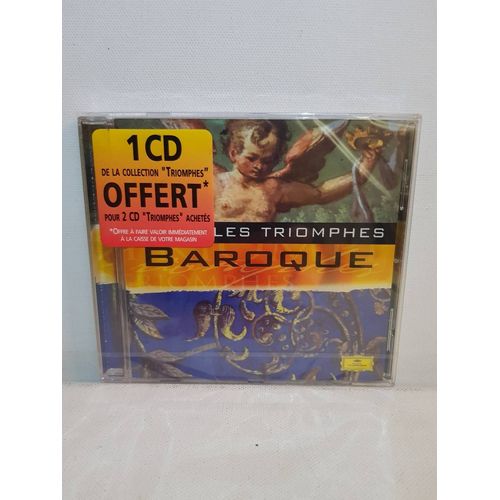 1 CD
DE LA COLLECTION "TRIOMPHES"
OFFERT*
POUR 2 CD "TRIOMPHES" ACHETÉS
*OFFRE À FAIRE VALOIR IMMÉDIATEMENT
À LA CAISSE DE VOTRE MAGASIN
LES TRIOMPHES
BAROQUE
TRIOMPHES